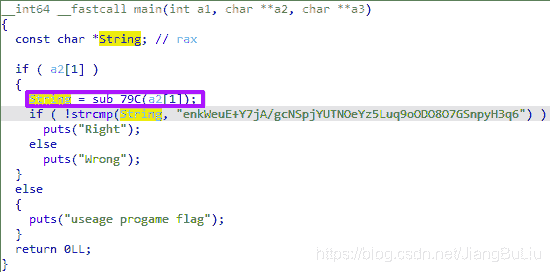 __int64 __fastcall main(int a1, char **a2, char **a3)
{
const char *String; // rax
if ( a2[1] )
{
String = sub_79C(a2[1]);
if ( !strcmp(String, "enkWeuE+Y7jA/gcNSpjYUTNOeYz5Luq9oODO8O7GSnpyH3q6") )
puts("Right");
else
puts("Wrong");
}
else
{
puts("useage progame flag");
}
return 0LL;
}
https://blog.csdn.net/JiangBuLiu